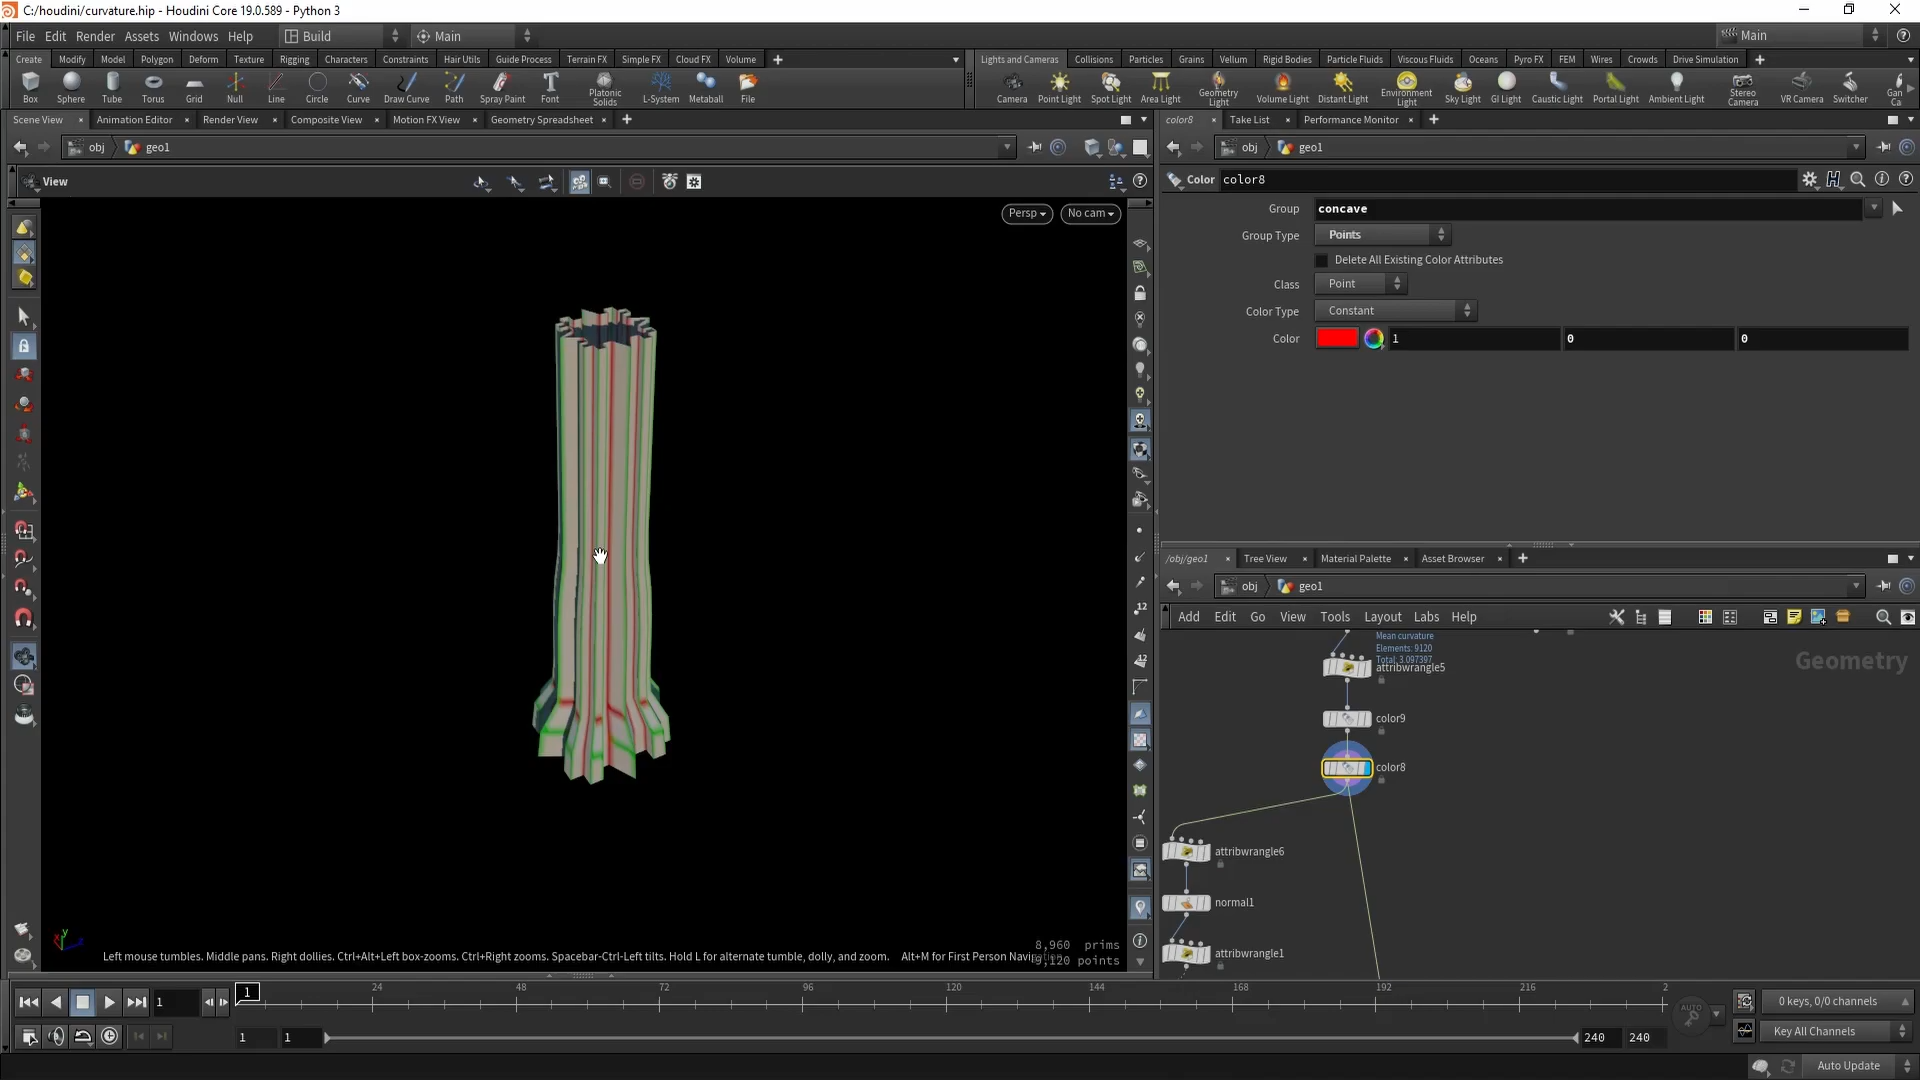 C:/houdini/curvature.hip - Houdini Core 19.0.589 - Python 3
File Edit Render Assets Windows Help Build Main Main
Create Modify Model Polygon Deform Texture Rigging Characters Constraints Hair Utils Guide Process Terrain FX Simple FX Cloud FX Volume
Lights and Cameras Collisions Particles Grains Vellum Rigid Bodies Particle Fluids Viscous Fluids Oceans Pyro FX FEM Wires Crowds Drive Simulation
Box Sphere Tube Torus Grid Null Line Circle Curve Draw Curve Path Spray Paint Font Platonic Solids L-System Metaball File
Camera Point Light Spot Light Area Light Geometry Light Volume Light Distant Light Environment Light Sky Light GI Light Caustic Light Portal Light Ambient Light Stereo Camera VR Camera Switcher Gan Ca
Scene View Animation Editor Render View Composite View Motion FX View Geometry Spreadsheet
color8 Take List Performance Monitor
obj geo1
obj geo1
View
Persp No cam
Color color8
Group concave
Group Type Points
Delete All Existing Color Attributes
Class Point
Color Type Constant
Color 1 0 0
/obj/geo1 Tree View Material Palette Asset Browser
obj geo1
Add Edit Go View Tools Layout Labs Help
Mean curvature
Elements: 9120
Total: 3.097397
attribwrangle5
Geometry
color9
color8
attribwrangle6
normal1
attribwrangle1
8,960 prims
9,120 points
Left mouse tumbles. Middle pans. Right dollies. Ctrl+Alt+Left box-zooms. Ctrl+Right zooms. Spacebar-Ctrl-Left tilts. Hold L for alternate tumble, dolly, and zoom. Alt+M for First Person Navigation.
1 1 24 48 72 96 120 144 168 192 216 2
AUTO
0 keys, 0/0 channels
1 1 240 240
Key All Channels
Auto Update